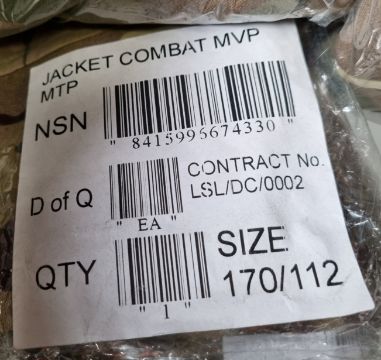 JACKET COMBAT MVP
MTP
NSN
"8415996674330"
D of Q
"EA"
CONTRACT No.
LSL/DC/0002
QTY
"1"
SIZE
170/112